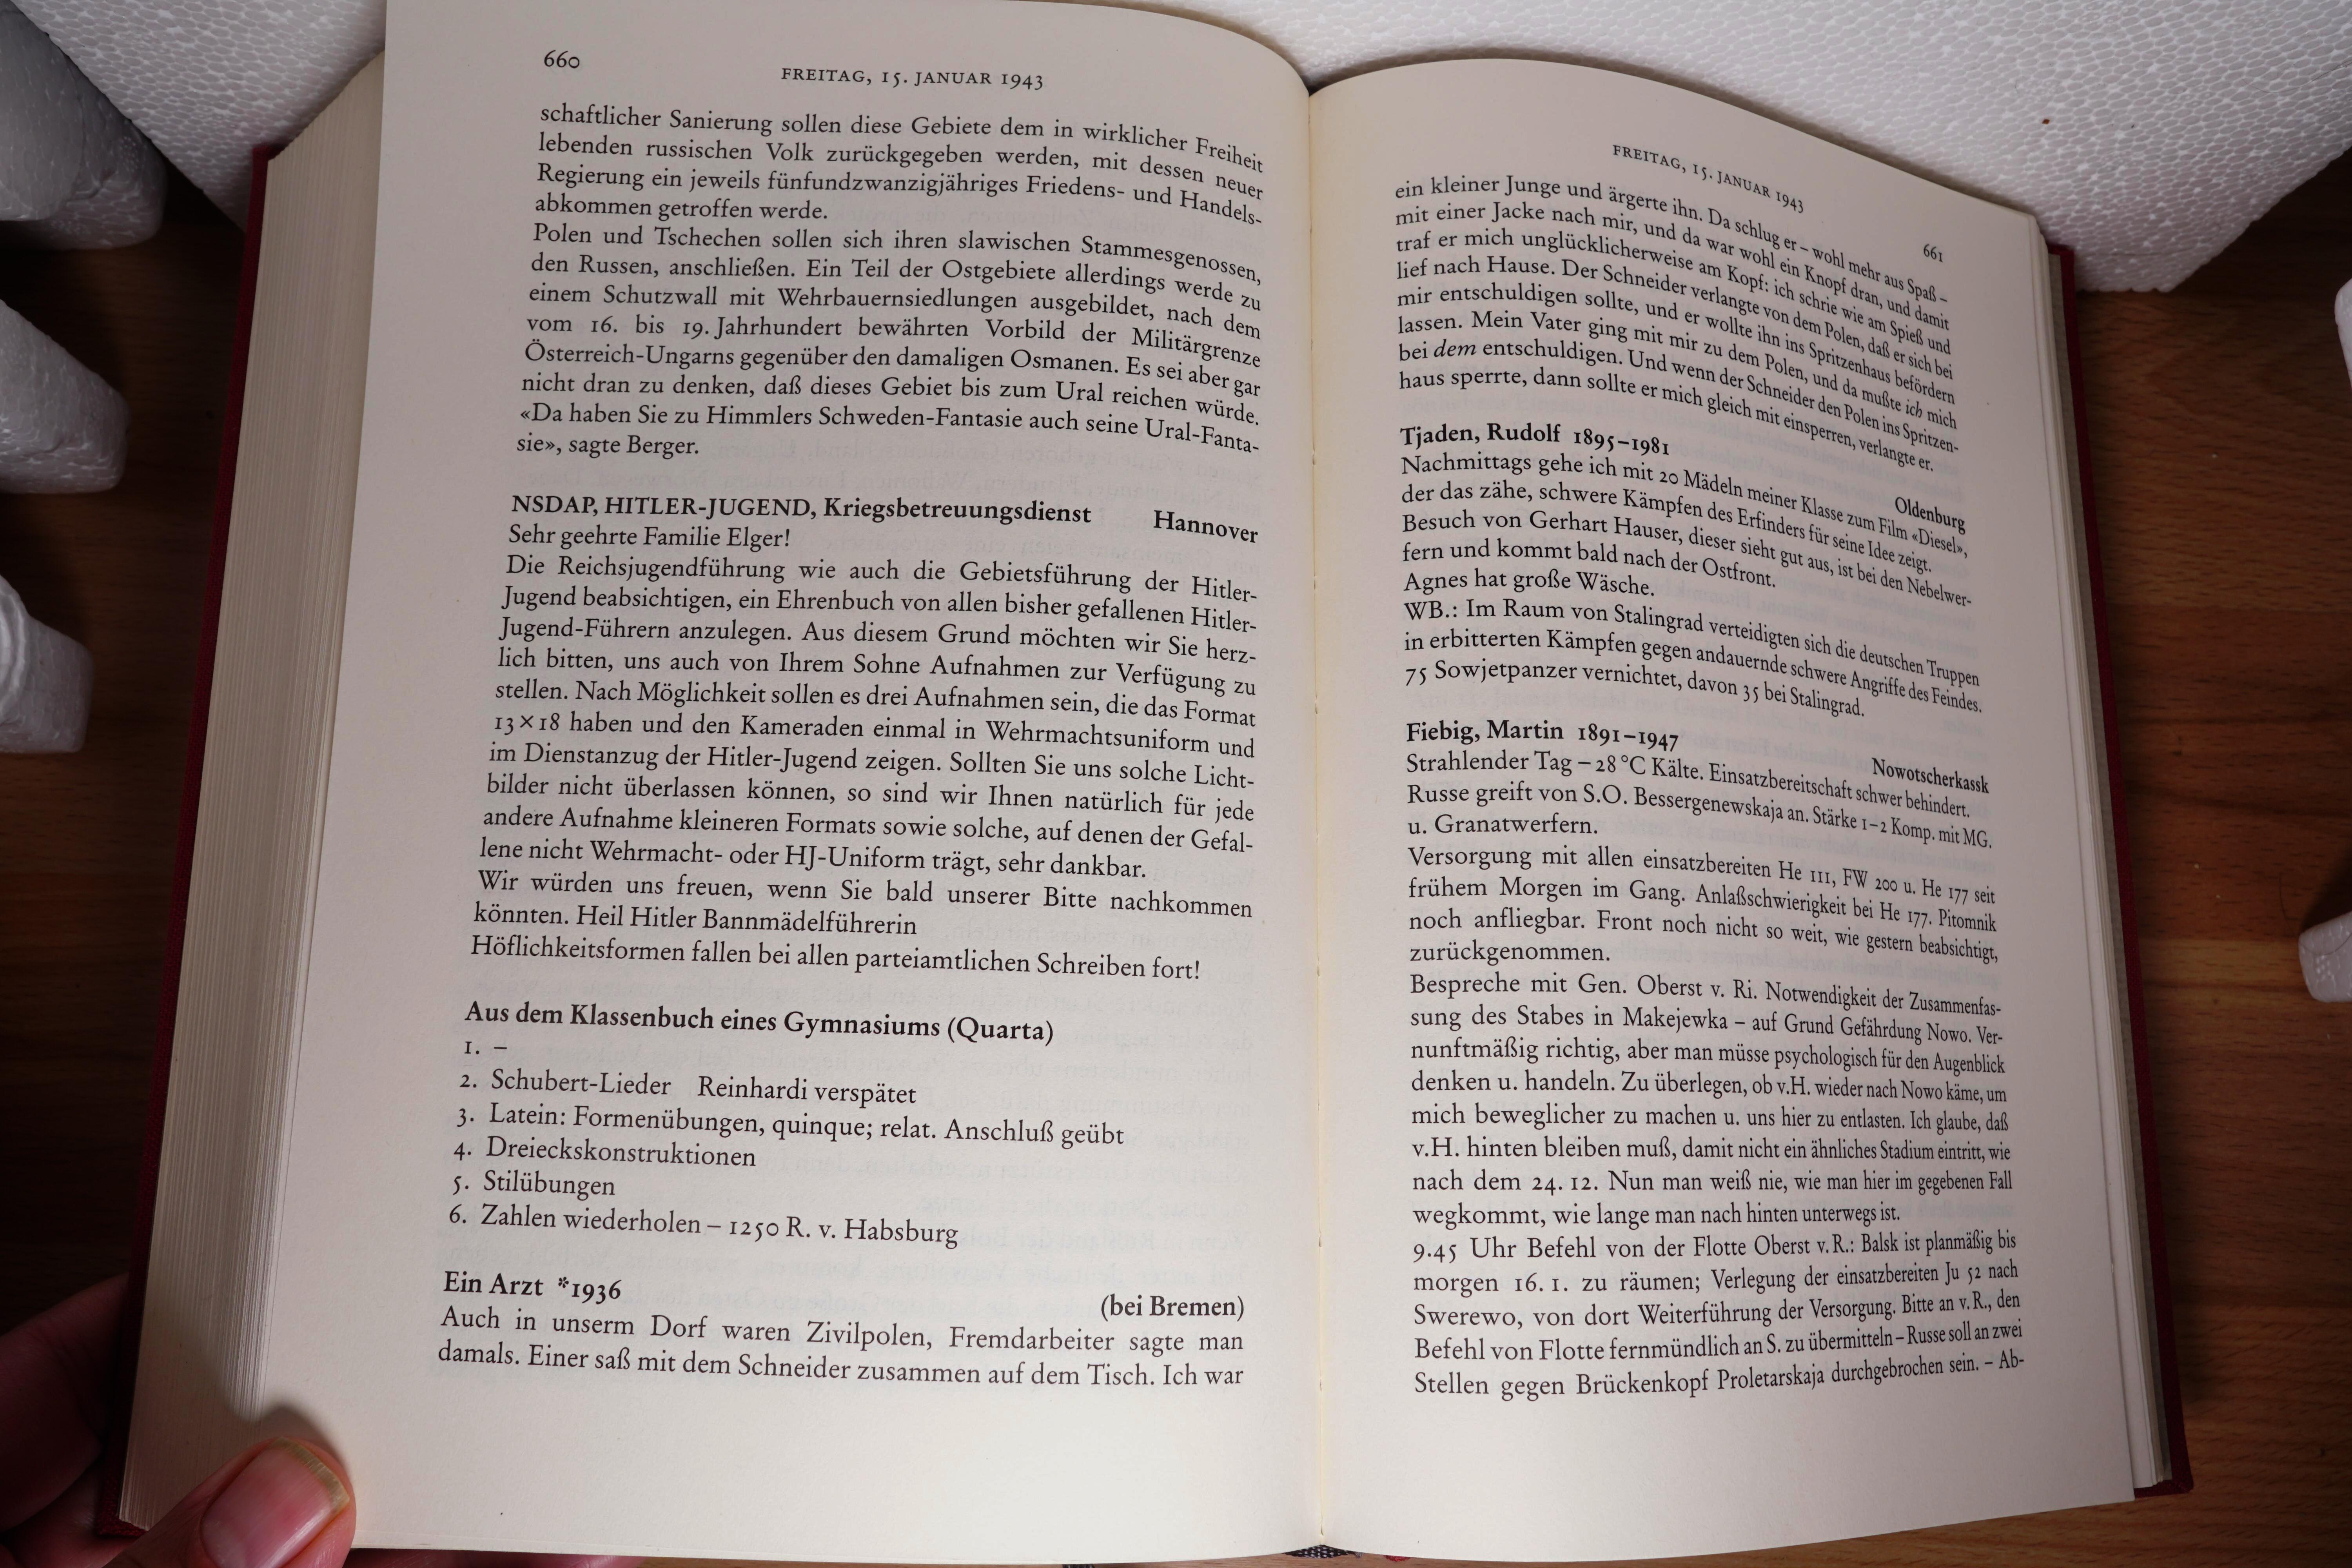 660
FREITAG, 15. JANUAR 1943
schaftlicher Sanierung sollen diese Gebiete dem in wirklicher Freiheit
lebenden russischen Volk zurückgegeben werden, mit dessen neuer
Regierung ein jeweils fünfundzwanzigjähriges Friedens- und Handels-
abkommen getroffen werde.
Polen und Tschechen sollen sich ihren slawischen Stammesgenossen,
den Russen, anschließen. Ein Teil der Ostgebiete allerdings werde zu
einem Schutzwall mit Wehrbauernsiedlungen ausgebildet, nach dem
vom 16. bis 19. Jahrhundert bewährten Vorbild der Militärgrenze
Österreich-Ungarns gegenüber den damaligen Osmanen. Es sei aber gar
nicht dran zu denken, daß dieses Gebiet bis zum Ural reichen würde.
«Da haben Sie zu Himmlers Schweden-Fantasie auch seine Ural-Fanta-
sie», sagte Berger.
NSDAP, HITLER-JUGEND, Kriegsbetreuungsdienst Hannover
Sehr geehrte Familie Elger!
Die Reichsjugendführung wie auch die Gebietsführung der Hitler-
Jugend beabsichtigen, ein Ehrenbuch von allen bisher gefallenen Hitler-
Jugend-Führern anzulegen. Aus diesem Grund möchten wir Sie herz-
lich bitten, uns auch von Ihrem Sohne Aufnahmen zur Verfügung zu
stellen. Nach Möglichkeit sollen es drei Aufnahmen sein, die das Format
13×18 haben und den Kameraden einmal in Wehrmachtsuniform und
im Dienstanzug der Hitler-Jugend zeigen. Sollten Sie uns solche Licht-
bilder nicht überlassen können, so sind wir Ihnen natürlich für jede
andere Aufnahme kleineren Formats sowie solche, auf denen der Gefal-
lene nicht Wehrmacht- oder HJ-Uniform trägt, sehr dankbar.
Wir würden uns freuen, wenn Sie bald unserer Bitte nachkommen
könnten. Heil Hitler Bannmädelführerin
Höflichkeitsformen fallen bei allen parteiamtlichen Schreiben fort!
Aus dem Klassenbuch eines Gymnasiums (Quarta)
1. –
2. Schubert-Lieder Reinhardi verspätet
3. Latein: Formenübungen, quinque; relat. Anschluß geübt
4. Dreieckskonstruktionen
5. Stilübungen
6. Zahlen wiederholen – 1250 R. v. Habsburg
Ein Arzt *1936 (bei Bremen)
Auch in unserm Dorf waren Zivilpolen, Fremdarbeiter sagte man
damals. Einer saß mit dem Schneider zusammen auf dem Tisch. Ich war
FREITAG, 15. JANUAR 1943
661
ein kleiner Junge und ärgerte ihn. Da schlug er – wohl mehr aus Spaß –
mit einer Jacke nach mir, und da war wohl ein Knopf dran, und damit
traf er mich unglücklicherweise am Kopf: ich schrie wie am Spieß und
lief nach Hause. Der Schneider verlangte von dem Polen, daß er sich bei
mir entschuldigen sollte, und er wollte ihn ins Spritzenhaus befördern
lassen. Mein Vater ging mit mir zu dem Polen, und da mußte ich mich
bei dem entschuldigen. Und wenn der Schneider den Polen ins Spritzen-
haus sperrte, dann sollte er mich gleich mit einsperren, verlangte er.
Tjaden, Rudolf 1895–1981 Oldenburg
Nachmittags gehe ich mit 20 Mädeln meiner Klasse zum Film «Diesel»,
der das zähe, schwere Kämpfen des Erfinders für seine Idee zeigt.
Besuch von Gerhart Hauser, dieser sieht gut aus, ist bei den Nebelwer-
fern und kommt bald nach der Ostfront.
Agnes hat große Wäsche.
WB.: Im Raum von Stalingrad verteidigten sich die deutschen Truppen
in erbitterten Kämpfen gegen andauernde schwere Angriffe des Feindes.
75 Sowjetpanzer vernichtet, davon 35 bei Stalingrad.
Fiebig, Martin 1891–1947 Nowotscherkassk
Strahlender Tag – 28 °C Kälte. Einsatzbereitschaft schwer behindert.
Russe greift von S.O. Bessergenewskaja an. Stärke 1–2 Komp. mit MG.
u. Granatwerfern.
Versorgung mit allen einsatzbereiten He 111, FW 200 u. He 177 seit
frühem Morgen im Gang. Anlaßschwierigkeit bei He 177. Pitomnik
noch anfliegbar. Front noch nicht so weit, wie gestern beabsichtigt,
zurückgenommen.
Bespreche mit Gen. Oberst v. Ri. Notwendigkeit der Zusammenfas-
sung des Stabes in Makejewka – auf Grund Gefährdung Nowo. Ver-
nunftmäßig richtig, aber man müsse psychologisch für den Augenblick
denken u. handeln. Zu überlegen, ob v.H. wieder nach Nowo käme, um
mich beweglicher zu machen u. uns hier zu entlasten. Ich glaube, daß
v.H. hinten bleiben muß, damit nicht ein ähnliches Stadium eintritt, wie
nach dem 24. 12. Nun man weiß nie, wie man hier im gegebenen Fall
wegkommt, wie lange man nach hinten unterwegs ist.
9.45 Uhr Befehl von der Flotte Oberst v. R.: Balsk ist planmäßig bis
morgen 16. 1. zu räumen; Verlegung der einsatzbereiten Ju 52 nach
Swerewo, von dort Weiterführung der Versorgung. Bitte an v. R., den
Befehl von Flotte fernmündlich an S. zu übermitteln – Russe soll an zwei
Stellen gegen Brückenkopf Proletarskaja durchgebrochen sein. – Ab-